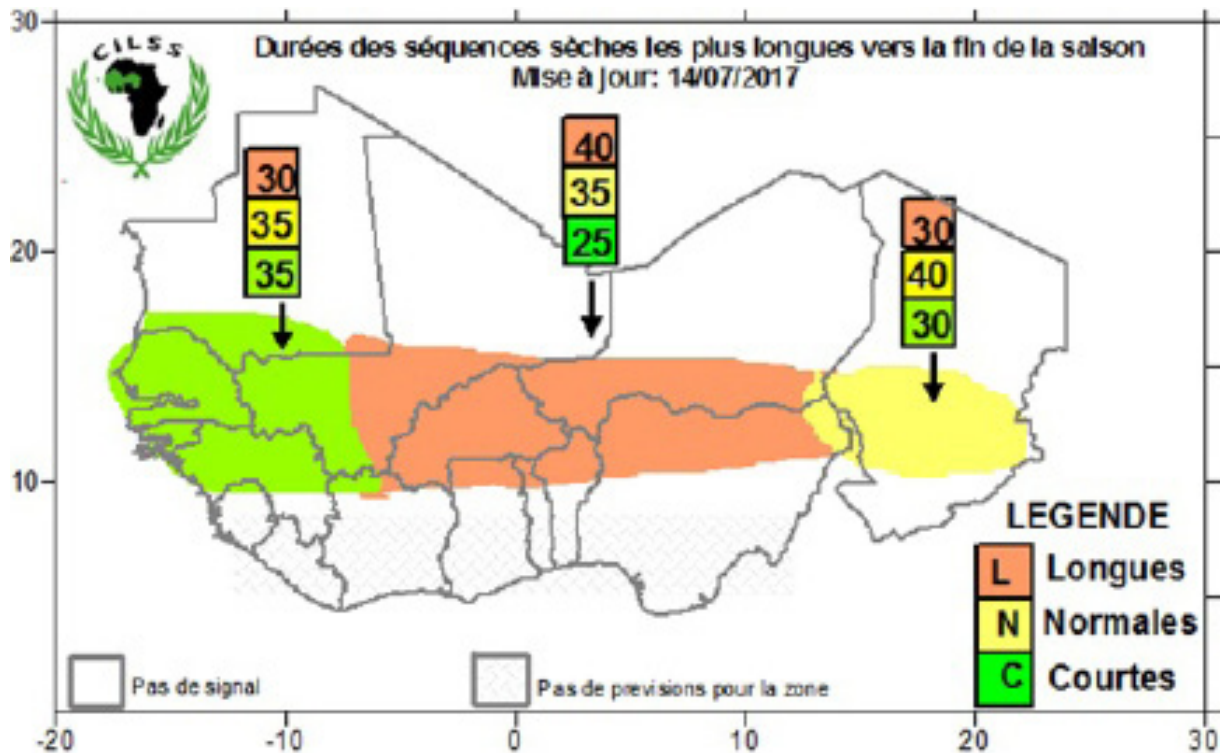 30
CILSS
Durées des séquences sèches les plus longues vers la fin de la saison
Mise à jour: 14/07/2017
40
35
25
30
35
35
30
40
30
20
10
LEGENDE
L Longues
N Normales
C Courtes
Pas de signal
Pas de previsions pour la zone
-20 -10 0 10 20 30